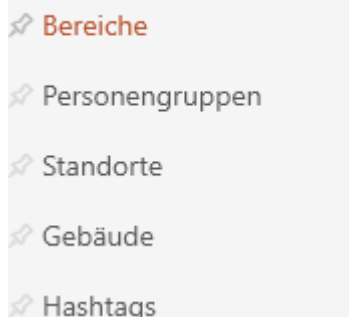 Bereiche
Personengruppen
Standorte
Gebäude
Hashtags